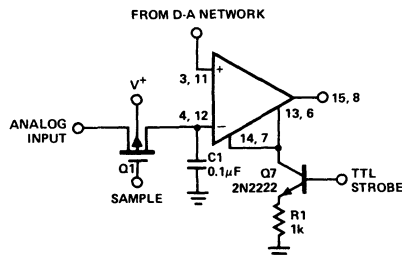 FROM D-A NETWORK
V+
3, 11
+
15, 8
13, 6
4, 12
−
14, 7
ANALOG
INPUT
Q1
SAMPLE
C1
0.1μF
Q7
2N2222
TTL
STROBE
R1
1k